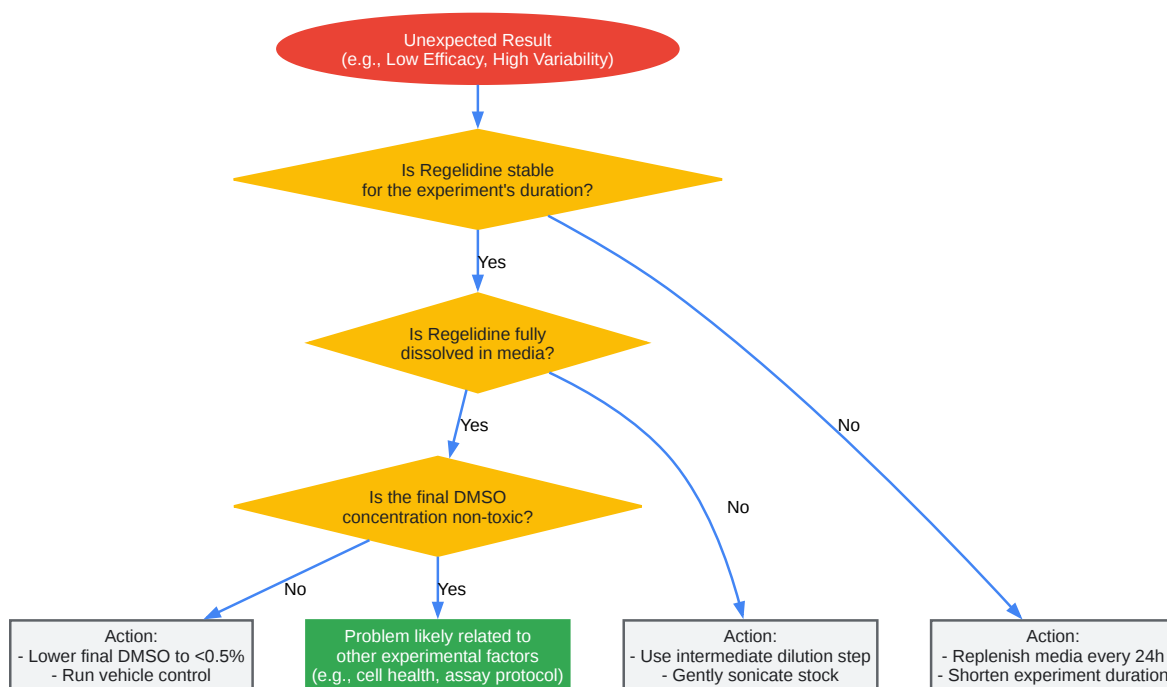 Unexpected Result
(e.g., Low Efficacy, High Variability)
Is Regelidine stable
for the experiment's duration?
Yes
Is Regelidine fully
dissolved in media?
No
Yes
Is the final DMSO
concentration non-toxic?
No
No
Yes
Action:
- Lower final DMSO to <0.5%
- Run vehicle control
Problem likely related to
other experimental factors
(e.g., cell health, assay protocol)
Action:
- Use intermediate dilution step
- Gently sonicate stock
Action:
- Replenish media every 24h
- Shorten experiment duration